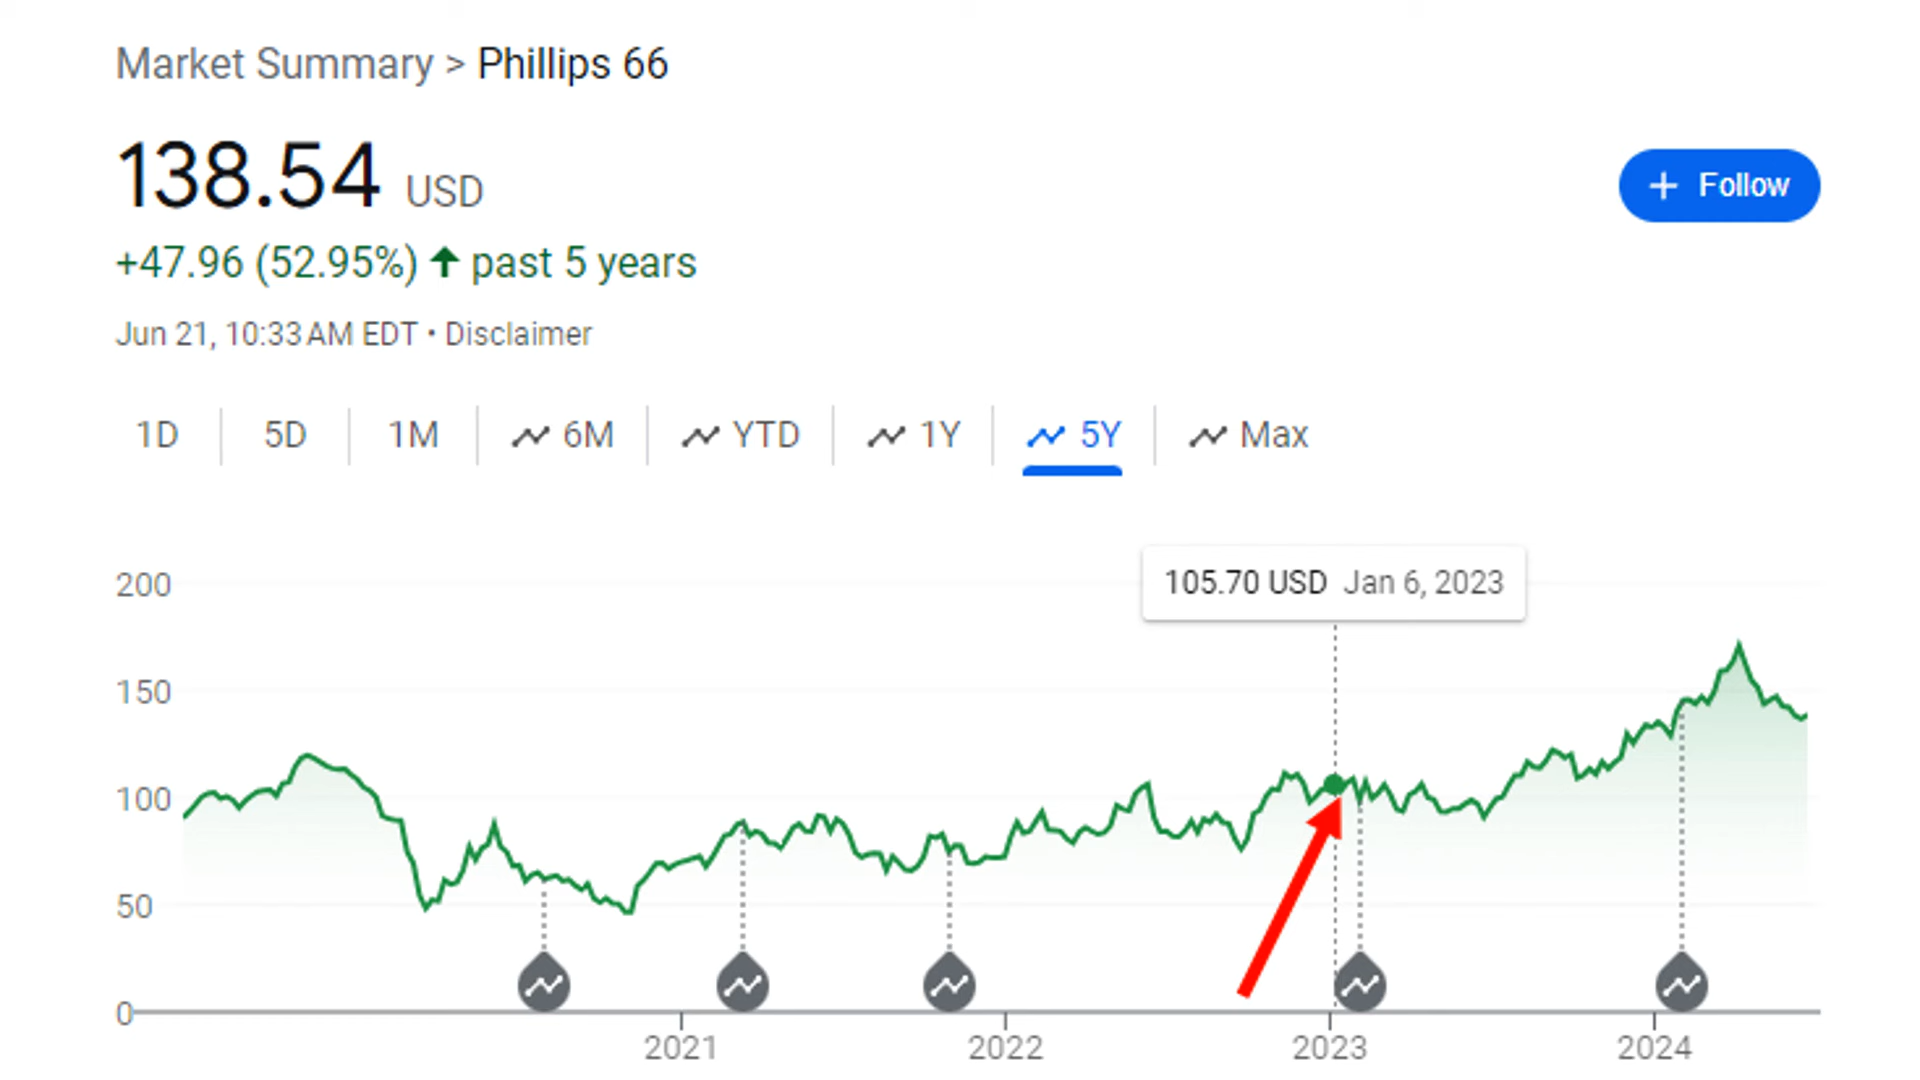 Market Summary > Phillips 66
138.54 USD
+ Follow
+47.96 (52.95%) ↑ past 5 years
Jun 21, 10:33 AM EDT • Disclaimer
1D 5D 1M 6M YTD 1Y 5Y Max
105.70 USD Jan 6, 2023
200
150
100
50
0
2021 2022 2023 2024